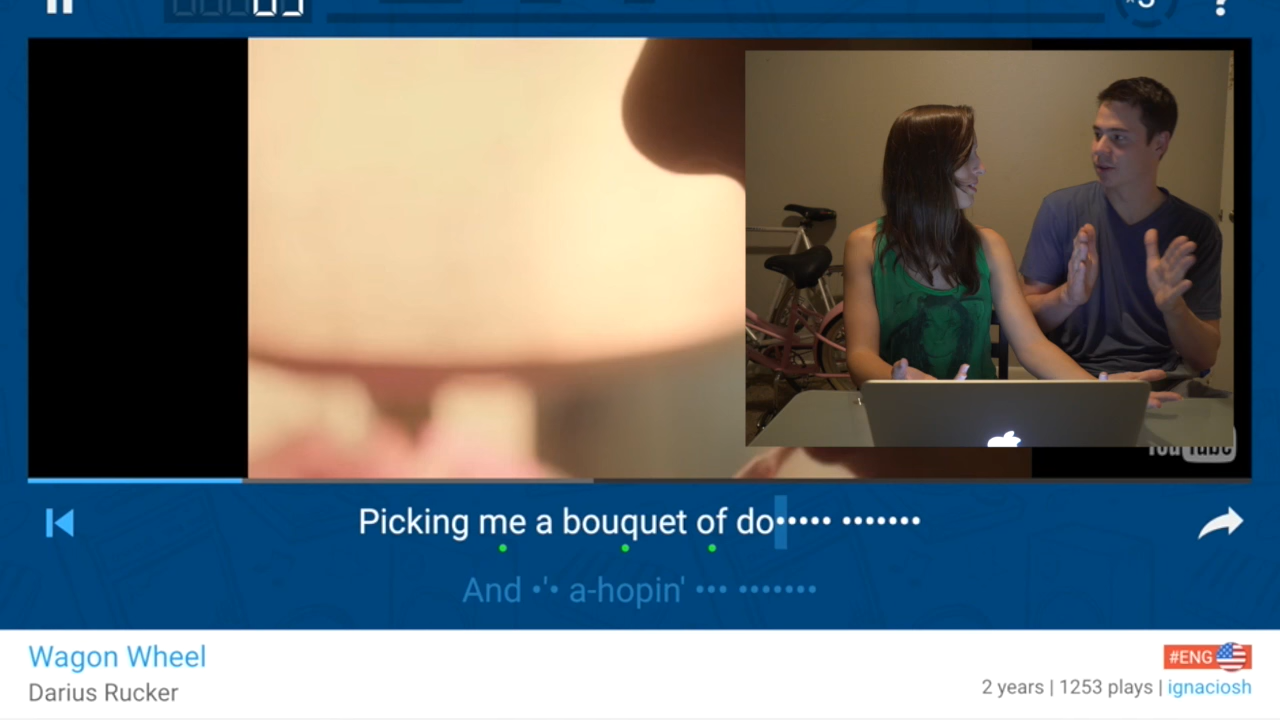 Picking me a bouquet of do••••• •••••••
And •'• a-hopin' ••• •••••••
Wagon Wheel
Darius Rucker
#ENG
2 years | 1253 plays | ignaciosh
YouTube